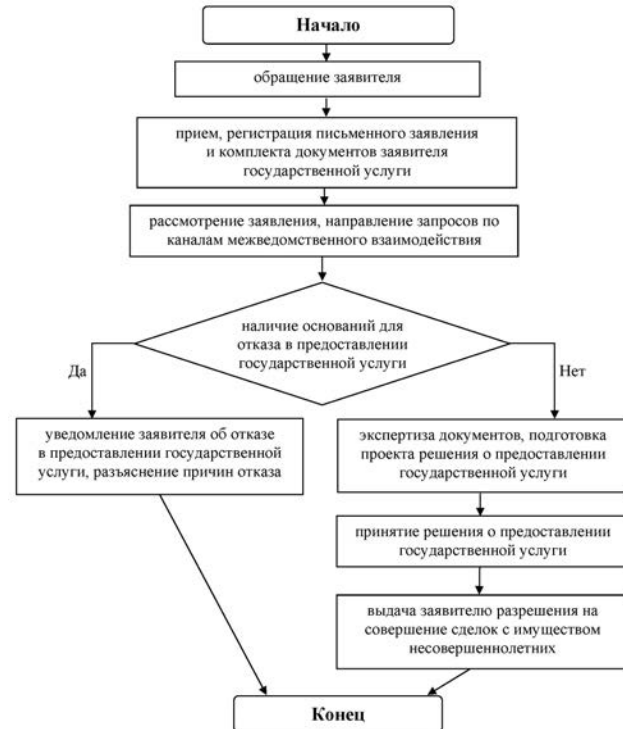 Начало
обращение заявителя
прием, регистрация письменного заявления
и комплекта документов заявителя
государственной услуги
рассмотрение заявления, направление запросов по
каналам межведомственного взаимодействия
наличие оснований для
отказа в предоставлении
государственной услуги
Да
Нет
уведомление заявителя об отказе
в предоставлении государственной
услуги, разъяснение причин отказа
экспертиза документов, подготовка
проекта решения о предоставлении
государственной услуги
принятие решения о предоставлении
государственной услуги
выдача заявителю разрешения на
совершение сделок с имуществом
несовершеннолетних
Конец